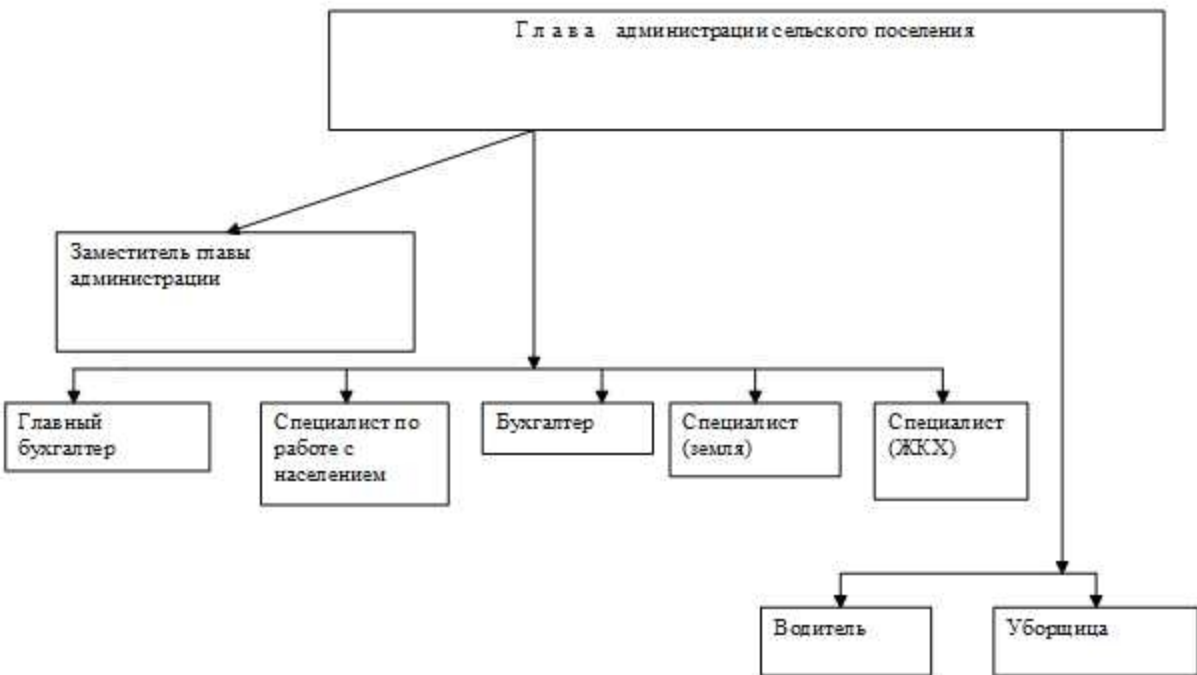 Г л а в а администрации сельского поселения
Заместитель главы
администрации
Главный
бухгалтер
Специалист по
работе с
населением
Бухгалтер
Специалист
(земля)
Специалист
(ЖКХ)
Водитель
Уборщица